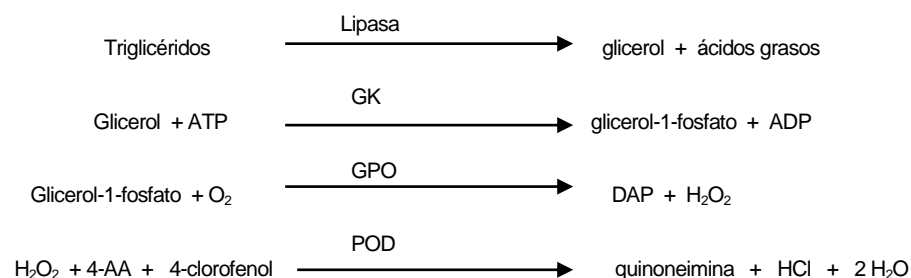 Lipasa
Triglicéridos glicerol + ácidos grasos
GK
Glicerol + ATP glicerol-1-fosfato + ADP
GPO
Glicerol-1-fosfato + O₂ DAP + H₂O₂
POD
H₂O₂ + 4-AA + 4-clorofenol quinoneimina + HCl + 2 H₂O